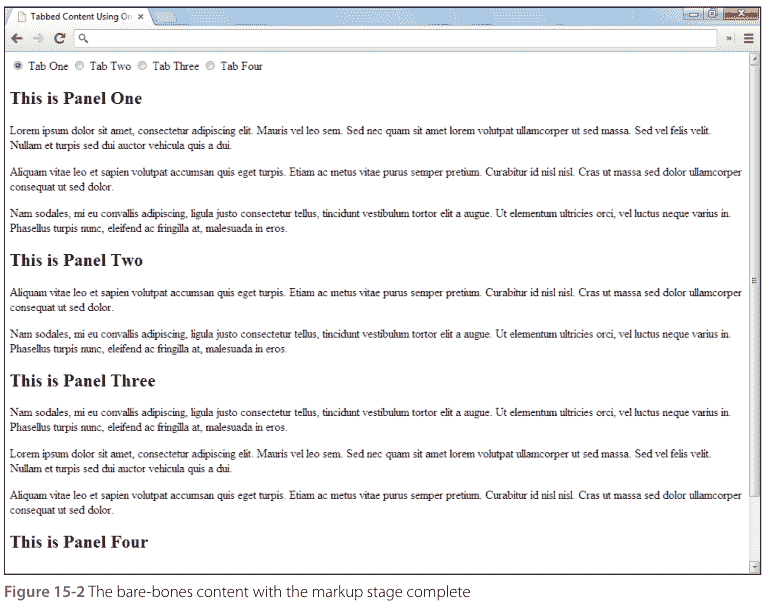 Tabbed Content Using On
Tab One Tab Two Tab Three Tab Four
This is Panel One
Lorem ipsum dolor sit amet, consectetur adipiscing elit. Mauris vel leo sem. Sed nec quam sit amet lorem volutpat ullamcorper ut sed massa. Sed vel felis velit.
Nullam et turpis sed dui auctor vehicula quis a dui.
Aliquam vitae leo et sapien volutpat accumsan quis eget turpis. Etiam ac metus vitae purus semper pretium. Curabitur id nisl nisl. Cras ut massa sed dolor ullamcorper
consequat ut sed dolor.
Nam sodales, mi eu convallis adipiscing, ligula justo consectetur tellus, tincidunt vestibulum tortor elit a augue. Ut elementum ultricies orci, vel luctus neque varius in.
Phasellus turpis nunc, eleifend ac fringilla at, malesuada in eros.
This is Panel Two
Aliquam vitae leo et sapien volutpat accumsan quis eget turpis. Etiam ac metus vitae purus semper pretium. Curabitur id nisl nisl. Cras ut massa sed dolor ullamcorper
consequat ut sed dolor.
Nam sodales, mi eu convallis adipiscing, ligula justo consectetur tellus, tincidunt vestibulum tortor elit a augue. Ut elementum ultricies orci, vel luctus neque varius in.
Phasellus turpis nunc, eleifend ac fringilla at, malesuada in eros.
This is Panel Three
Nam sodales, mi eu convallis adipiscing, ligula justo consectetur tellus, tincidunt vestibulum tortor elit a augue. Ut elementum ultricies orci, vel luctus neque varius in.
Phasellus turpis nunc, eleifend ac fringilla at, malesuada in eros.
Lorem ipsum dolor sit amet, consectetur adipiscing elit. Mauris vel leo sem. Sed nec quam sit amet lorem volutpat ullamcorper ut sed massa. Sed vel felis velit.
Nullam et turpis sed dui auctor vehicula quis a dui.
Aliquam vitae leo et sapien volutpat accumsan quis eget turpis. Etiam ac metus vitae purus semper pretium. Curabitur id nisl nisl. Cras ut massa sed dolor ullamcorper
consequat ut sed dolor.
This is Panel Four
Figure 15-2 The bare-bones content with the markup stage complete